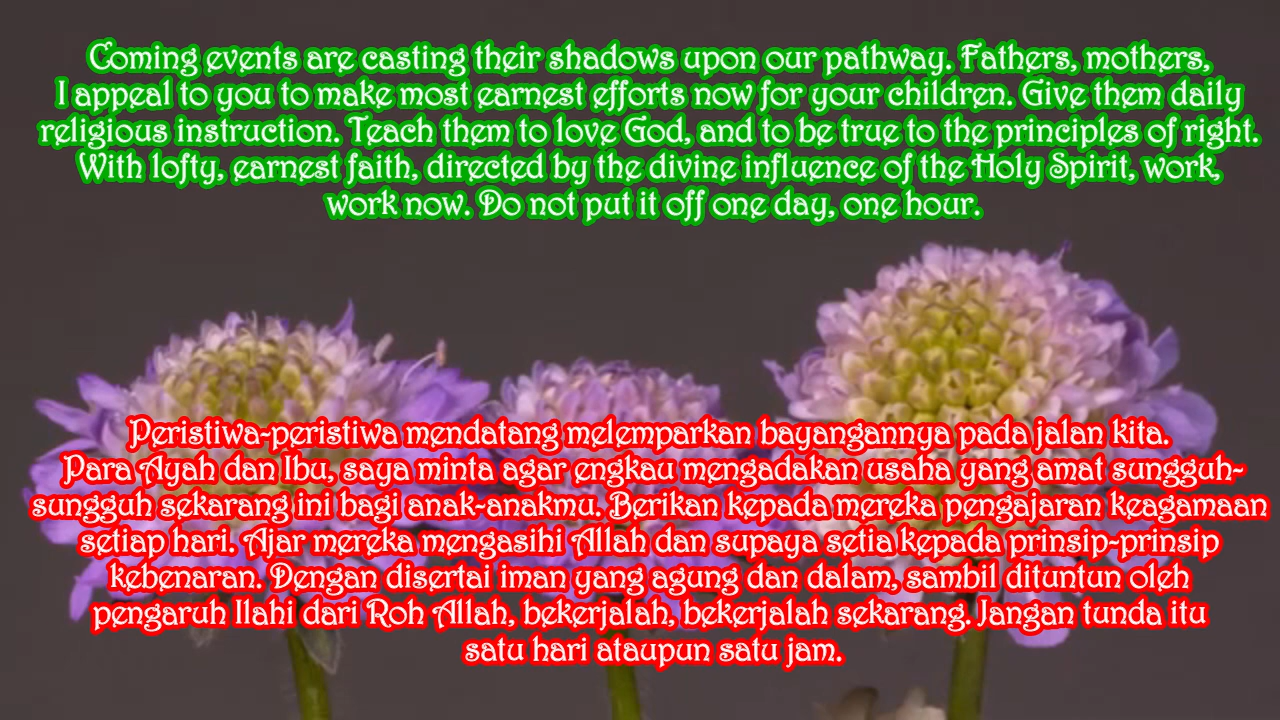 Coming events are casting their shadows upon our pathway. Fathers, mothers,
I appeal to you to make most earnest efforts now for your children. Give them daily
religious instruction. Teach them to love God, and to be true to the principles of right.
With lofty, earnest faith, directed by the divine influence of the Holy Spirit, work,
work now. Do not put it off one day, one hour.
Peristiwa-peristiwa mendatang melemparkan bayangannya pada jalan kita.
Para Ayah dan Ibu, saya minta agar engkau mengadakan usaha yang amat sungguh-
sungguh sekarang ini bagi anak-anakmu. Berikan kepada mereka pengajaran keagamaan
setiap hari. Ajar mereka mengasihi Allah dan supaya setia kepada prinsip-prinsip
kebenaran. Dengan disertai iman yang agung dan dalam, sambil dituntun oleh
pengaruh Ilahi dari Roh Allah, bekerjalah, bekerjalah sekarang. Jangan tunda itu
satu hari ataupun satu jam.